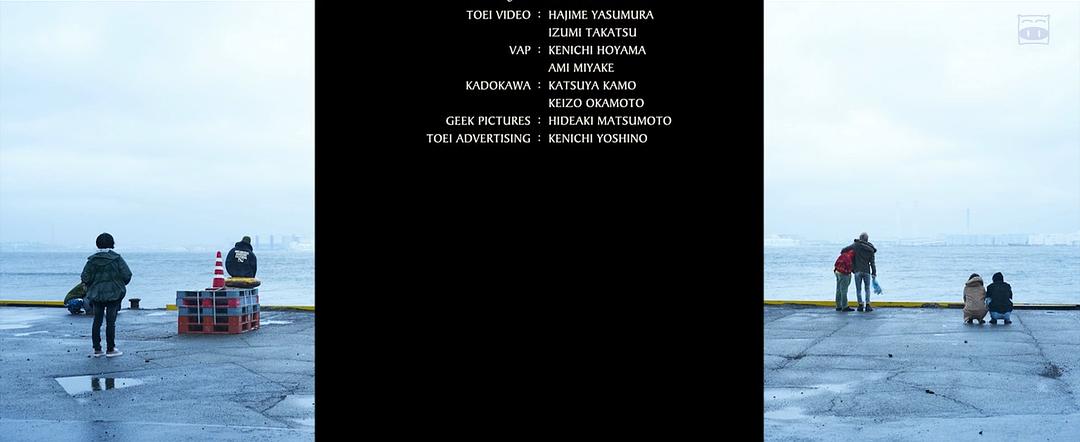 TOEI VIDEO : HAJIME YASUMURA
IZUMI TAKATSU
VAP : KENICHI HOYAMA
AMI MIYAKE
KADOKAWA : KATSUYA KAMO
KEIZO OKAMOTO
GEEK PICTURES : HIDEAKI MATSUMOTO
TOEI ADVERTISING : KENICHI YOSHINO